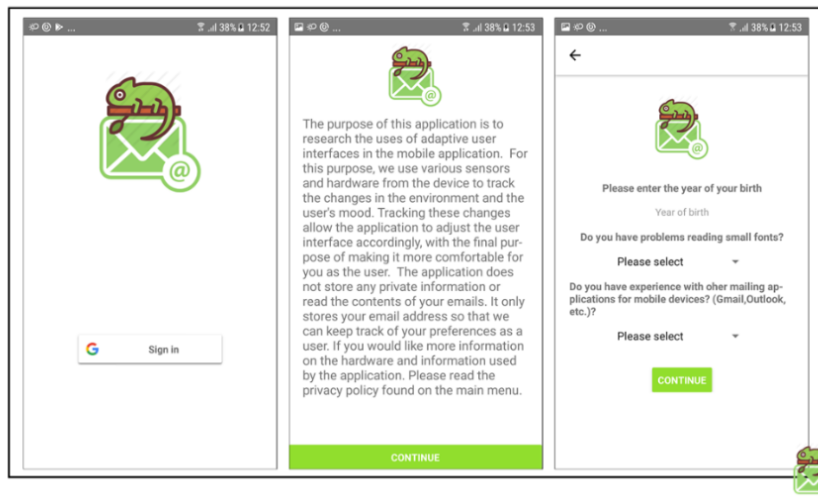 ... 38% 12:52
@
Sign in
... 38% 12:53
@
The purpose of this application is to
research the uses of adaptive user
interfaces in the mobile application. For
this purpose, we use various sensors
and hardware from the device to track
the changes in the environment and the
user's mood. Tracking these changes
allow the application to adjust the user
interface accordingly, with the final pur-
pose of making it more comfortable for
you as the user. The application does
not store any private information or
read the contents of your emails. It only
stores your email address so that we
can keep track of your preferences as a
user. If you would like more information
on the hardware and information used
by the application. Please read the
privacy policy found on the main menu.
CONTINUE
... 38% 12:53
@
Please enter the year of your birth
Year of birth
Do you have problems reading small fonts?
Please select
Do you have experience with oher mailing ap-
plications for mobile devices? (Gmail,Outlook,
etc.)?
Please select
CONTINUE